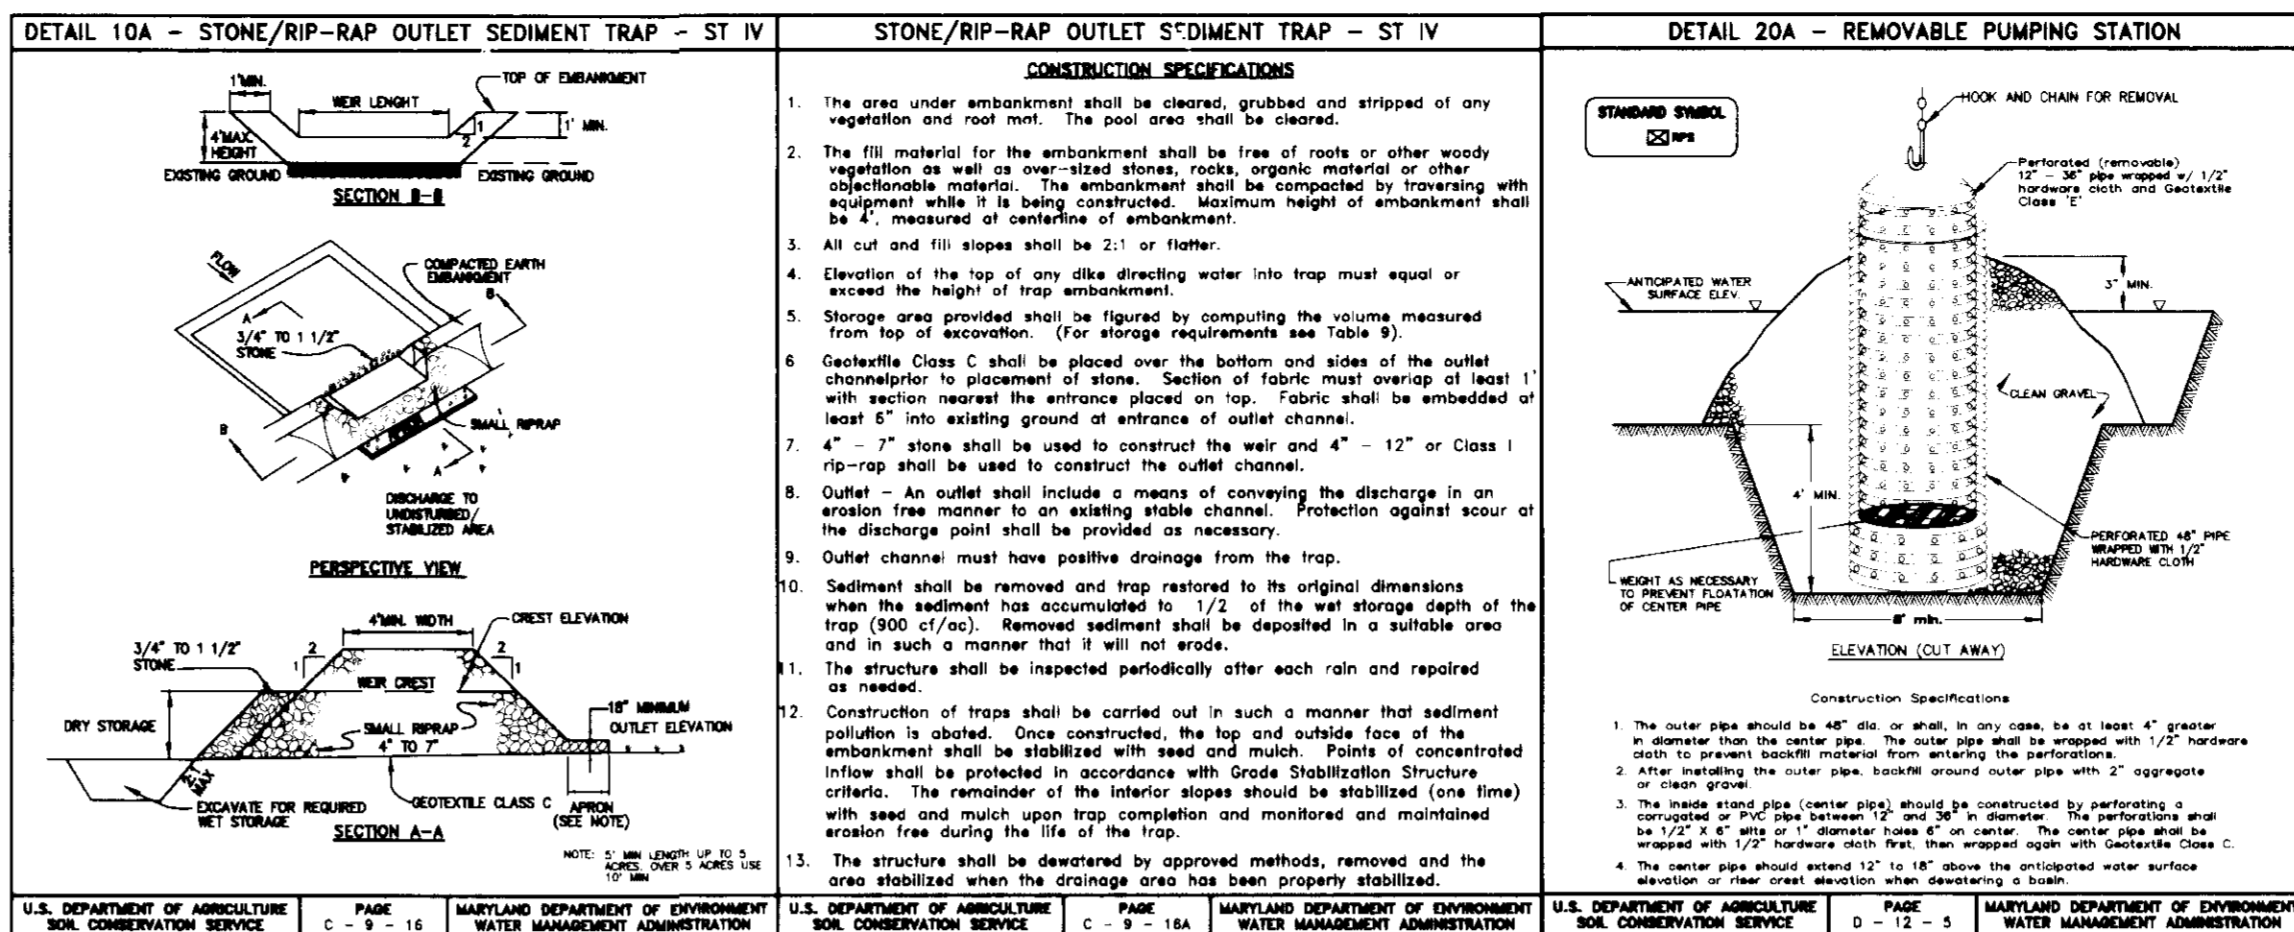 DETAIL 10A - STONE/RIP-RAP OUTLET SEDIMENT TRAP - ST IV
1'MIN.
WEIR LENGHT
TOP OF EMBANKMENT
1' MIN.
4'MAX.
HEIGHT
1
2
EXISTING GROUND
EXISTING GROUND
SECTION B-B
FLOW
COMPACTED EARTH
EMBANKMENT
B
A
3/4" TO 1 1/2"
STONE
SMALL RIPRAP
B
A
DISCHARGE TO
UNDISTURBED/
STABILIZED AREA
PERSPECTIVE VIEW
4'MIN. WIDTH
CREST ELEVATION
3/4" TO 1 1/2"
STONE
2
1
2
1
WEIR CREST
18" MINIMUM
OUTLET ELEVATION
DRY STORAGE
SMALL RIPRAP
4" TO 7"
2:1
MAX
EXCAVATE FOR REQUIRED
WET STORAGE
GEOTEXTILE CLASS C
APRON
(SEE NOTE)
SECTION A-A
NOTE: 5' MIN LENGTH UP TO 5
ACRES. OVER 5 ACRES USE
10' MIN
U.S. DEPARTMENT OF AGRICULTURE
SOIL CONSERVATION SERVICE
PAGE
C - 9 - 16
MARYLAND DEPARTMENT OF ENVIRONMENT
WATER MANAGEMENT ADMINISTRATION
STONE/RIP-RAP OUTLET SEDIMENT TRAP - ST IV
CONSTRUCTION SPECIFICATIONS
1. The area under embankment shall be cleared, grubbed and stripped of any
vegetation and root mat. The pool area shall be cleared.
2. The fill material for the embankment shall be free of roots or other woody
vegetation as well as over-sized stones, rocks, organic material or other
objectionable material. The embankment shall be compacted by traversing with
equipment while it is being constructed. Maximum height of embankment shall
be 4', measured at centerline of embankment.
3. All cut and fill slopes shall be 2:1 or flatter.
4. Elevation of the top of any dike directing water into trap must equal or
exceed the height of trap embankment.
5. Storage area provided shall be figured by computing the volume measured
from top of excavation. (For storage requirements see Table 9).
6 Geotextile Class C shall be placed over the bottom and sides of the outlet
channelprior to placement of stone. Section of fabric must overlap at least 1'
with section nearest the entrance placed on top. Fabric shall be embedded at
least 6" into existing ground at entrance of outlet channel.
7. 4" - 7" stone shall be used to construct the weir and 4" - 12" or Class I
rip-rap shall be used to construct the outlet channel.
8. Outlet - An outlet shall include a means of conveying the discharge in an
erosion free manner to an existing stable channel. Protection against scour at
the discharge point shall be provided as necessary.
9. Outlet channel must have positive drainage from the trap.
10. Sediment shall be removed and trap restored to its original dimensions
when the sediment has accumulated to 1/2 of the wet storage depth of the
trap (900 cf/ac). Removed sediment shall be deposited in a suitable area
and in such a manner that it will not erode.
11. The structure shall be inspected periodically after each rain and repaired
as needed.
12. Construction of traps shall be carried out in such a manner that sediment
pollution is abated. Once constructed, the top and outside face of the
embankment shall be stabilized with seed and mulch. Points of concentrated
inflow shall be protected in accordance with Grade Stabilization Structure
criteria. The remainder of the interior slopes should be stabilized (one time)
with seed and mulch upon trap completion and monitored and maintained
erosion free during the life of the trap.
13. The structure shall be dewatered by approved methods, removed and the
area stabilized when the drainage area has been properly stabilized.
U.S. DEPARTMENT OF AGRICULTURE
SOIL CONSERVATION SERVICE
PAGE
C - 9 - 16A
MARYLAND DEPARTMENT OF ENVIRONMENT
WATER MANAGEMENT ADMINISTRATION
DETAIL 20A - REMOVABLE PUMPING STATION
STANDARD SYMBOL
RPS
HOOK AND CHAIN FOR REMOVAL
Perforated (removable)
12" - 36" pipe wrapped w/ 1/2"
hardware cloth and Geotextile
Class 'E'
ANTICIPATED WATER
SURFACE ELEV.
3" MIN.
CLEAN GRAVEL
4' MIN.
PERFORATED 48" PIPE
WRAPPED WITH 1/2"
HARDWARE CLOTH
WEIGHT AS NECESSARY
TO PREVENT FLOATATION
OF CENTER PIPE
8' min.
ELEVATION (CUT AWAY)
Construction Specifications
1. The outer pipe should be 48" dia. or shall, in any case, be at least 4" greater
in diameter than the center pipe. The outer pipe shall be wrapped with 1/2" hardware
cloth to prevent backfill material from entering the perforations.
2. After installing the outer pipe, backfill around outer pipe with 2" aggregate
or clean gravel.
3. The inside stand pipe (center pipe) should be constructed by perforating a
corrugated or PVC pipe between 12" and 36" in diameter. The perforations shall
be 1/2" X 6" slits or 1" diameter holes 6" on center. The center pipe shall be
wrapped with 1/2" hardware cloth first, then wrapped again with Geotextile Class C.
4. The center pipe should extend 12" to 18" above the anticipated water surface
elevation or riser crest elevation when dewatering a basin.
U.S. DEPARTMENT OF AGRICULTURE
SOIL CONSERVATION SERVICE
PAGE
D - 12 - 5
MARYLAND DEPARTMENT OF ENVIRONMENT
WATER MANAGEMENT ADMINISTRATION